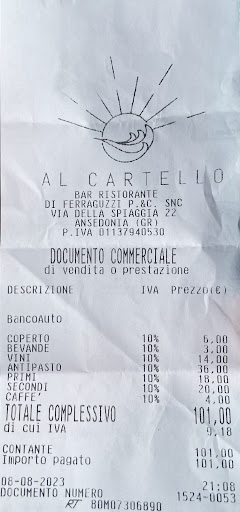 AL CARTELLO
BAR RISTORANTE
DI FERRAGUZZI P.&C. SNC
VIA DELLA SPIAGGIA 22
ANSEDONIA (GR)
P.IVA 01137940530
DOCUMENTO COMMERCIALE
di vendita o prestazione
DESCRIZIONE IVA Prezzo(€)
BancoAuto
COPERTO 10% 6,00
BEVANDE 10% 3,00
VINI 10% 14,00
ANTIPASTO 10% 36,00
PRIMI 10% 18,00
SECONDI 10% 20,00
CAFFE' 10% 4,00
TOTALE COMPLESSIVO 101,00
di cui IVA 9,18
CONTANTE 101,00
Importo pagato 101,00
08-08-2023 21:08
DOCUMENTO NUMERO 1524-0053
RT 80M07306890